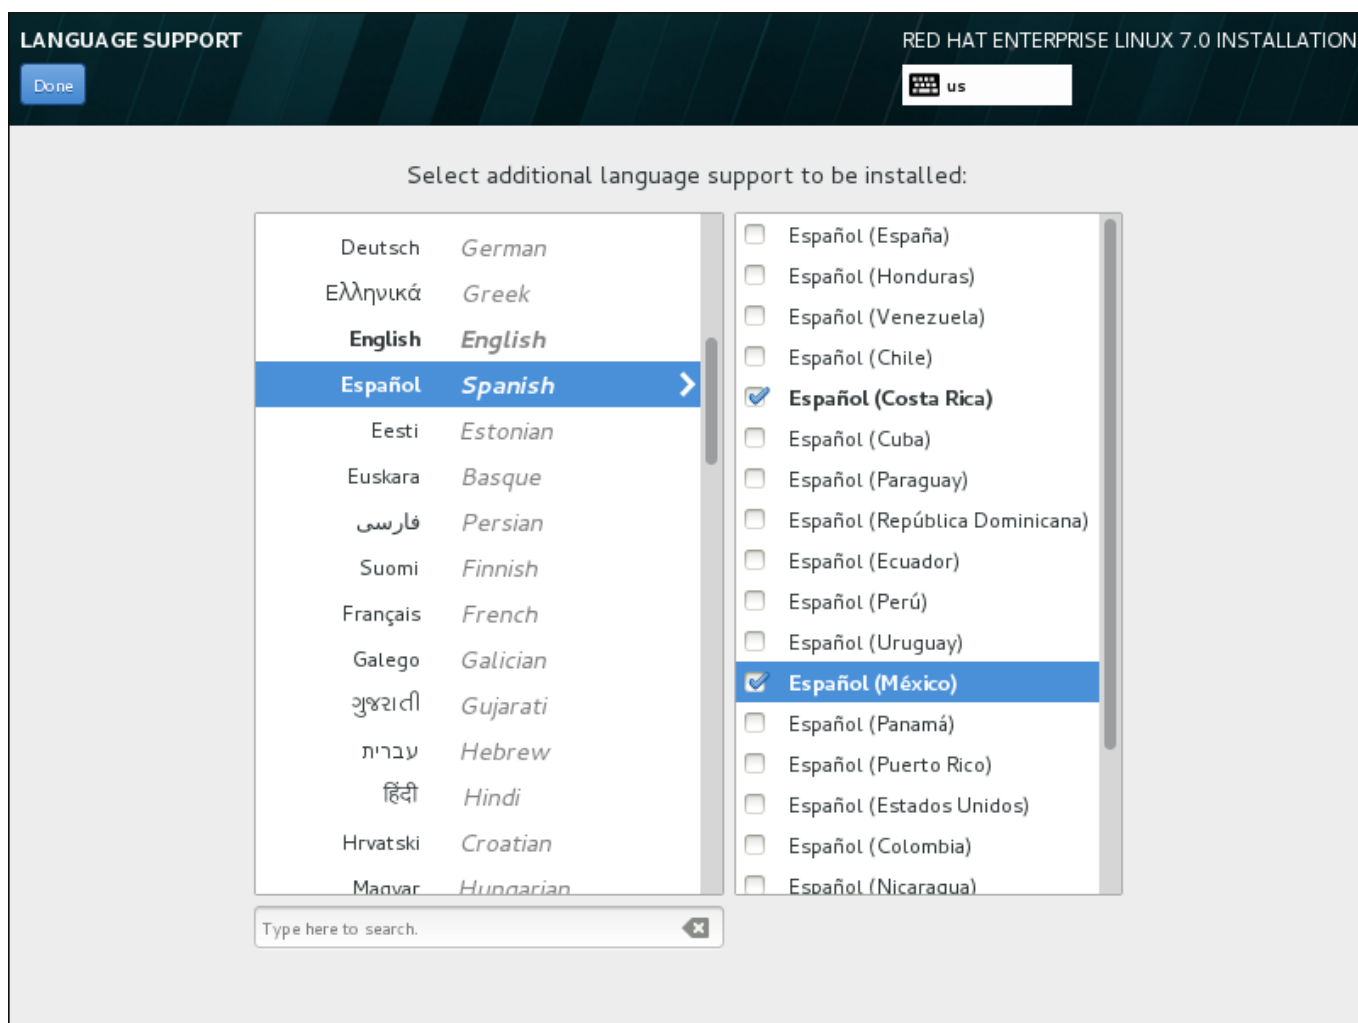 LANGUAGE SUPPORT
RED HAT ENTERPRISE LINUX 7.0 INSTALLATION
Done
us
Select additional language support to be installed:
Deutsch German
Ελληνικά Greek
English English
Español Spanish
Eesti Estonian
Euskara Basque
فارسی Persian
Suomi Finnish
Français French
Galego Galician
ગુજરાતી Gujarati
עברית Hebrew
हिंदी Hindi
Hrvatski Croatian
Magyar Hungarian
Type here to search.
Español (España)
Español (Honduras)
Español (Venezuela)
Español (Chile)
Español (Costa Rica)
Español (Cuba)
Español (Paraguay)
Español (República Dominicana)
Español (Ecuador)
Español (Perú)
Español (Uruguay)
Español (México)
Español (Panamá)
Español (Puerto Rico)
Español (Estados Unidos)
Español (Colombia)
Español (Nicaragua)